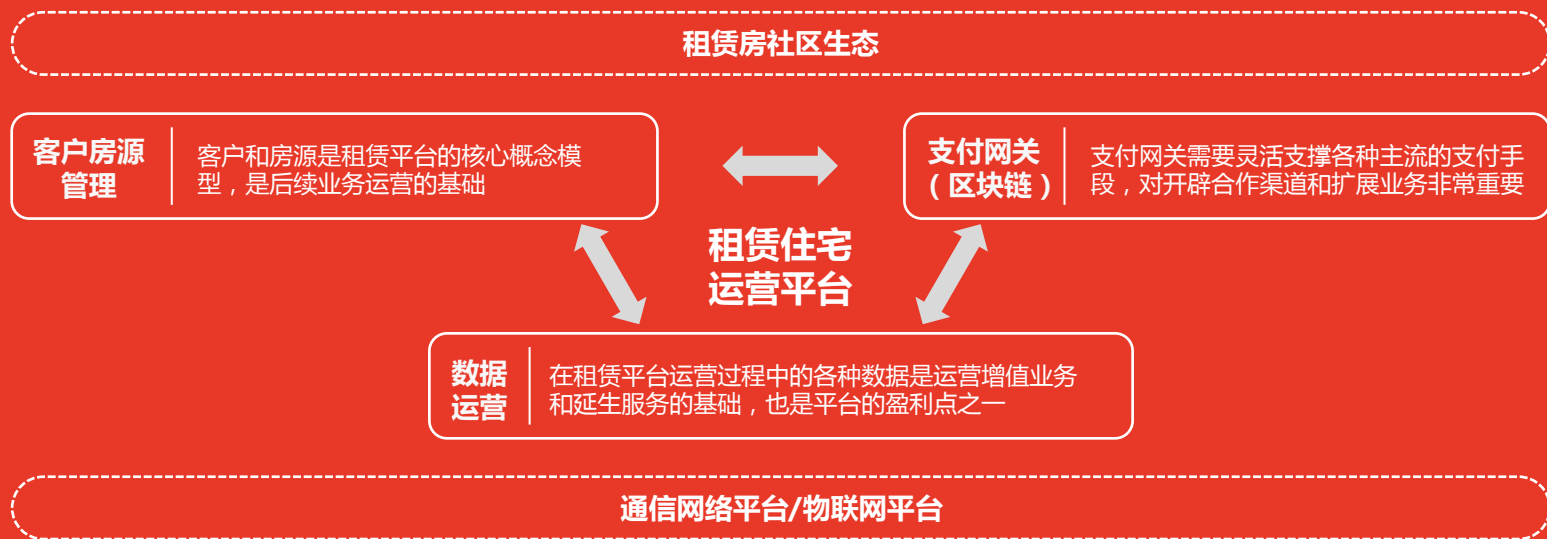 租赁房社区生态
客户房源
管理
客户和房源是租赁平台的核心概念模
型，是后续业务运营的基础
支付网关
（区块链）
支付网关需要灵活支撑各种主流的支付手
段，对开辟合作渠道和扩展业务非常重要
租赁住宅
运营平台
数据
运营
在租赁平台运营过程中的各种数据是运营增值业务
和延生服务的基础，也是平台的盈利点之一
通信网络平台/物联网平台